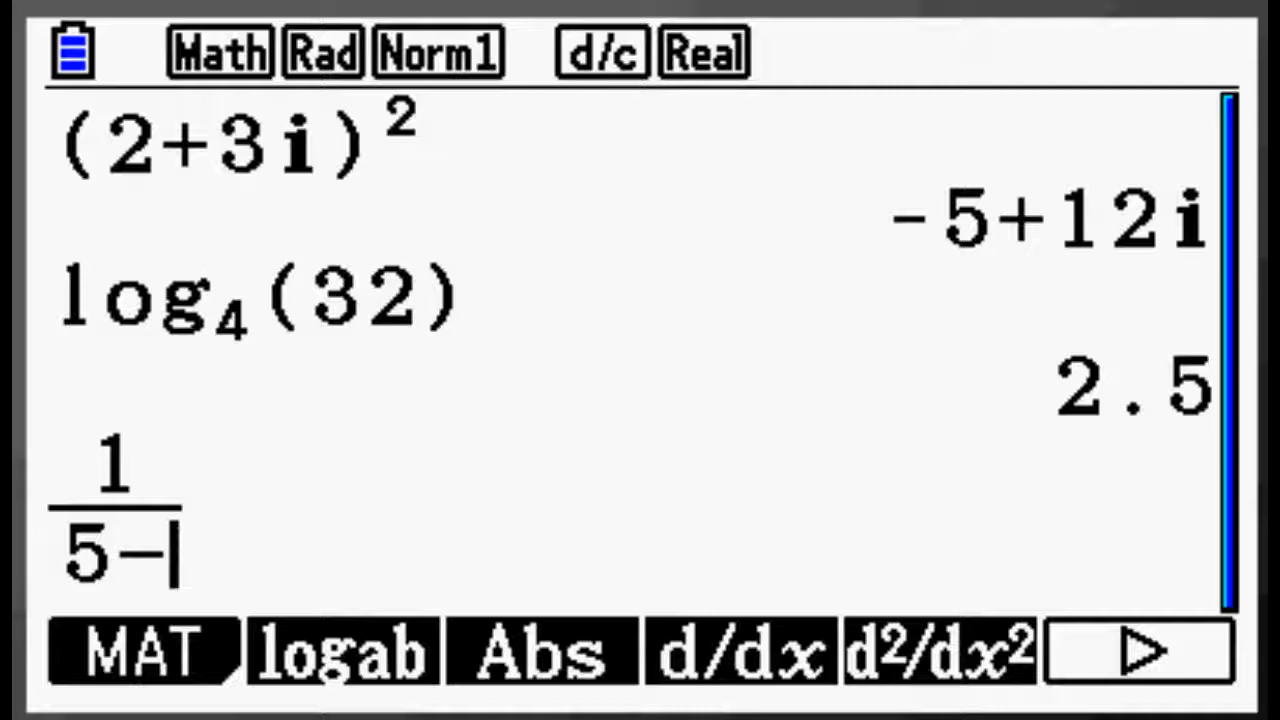 Math Rad Norm1 d/c Real
(2+3i)²
-5+12i
log₄(32)
2.5
1
5-
MAT logab Abs d/dx d²/dx²